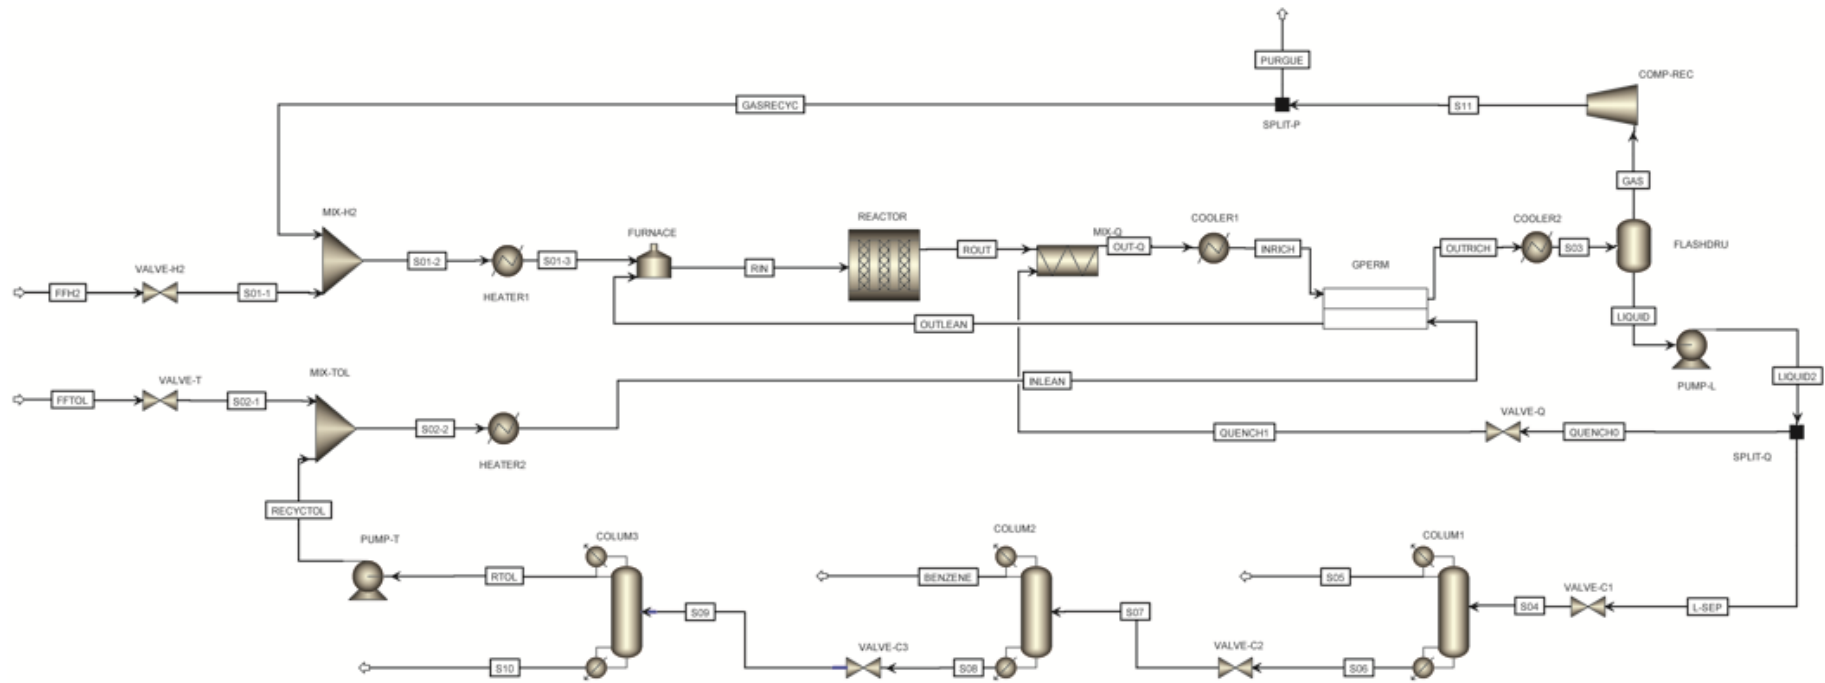 PURGUE
COMP-REC
GASRECYC
S11
SPLIT-P
GAS
MIX-H2
FURNACE
REACTOR
MIX-Q
COOLER1
COOLER2
FLASHDRU
ROUT
OUT-Q
INRICH
OUTRICH
S03
S01-2
S01-3
RIN
GPERM
VALVE-H2
FFH2
S01-1
HEATER1
OUTLEAN
LIQUID
MIX-TOL
VALVE-T
INLEAN
PUMP-L
LIQUID2
FFTOL
S02-1
S02-2
VALVE-Q
QUENCH1
QUENCH0
HEATER2
SPLIT-Q
RECYCTOL
PUMP-T
COLUM3
COLUM2
COLUM1
RTOL
BENZENE
S05
VALVE-C1
S04
L-SEP
S09
S07
VALVE-C3
VALVE-C2
S10
S08
S06